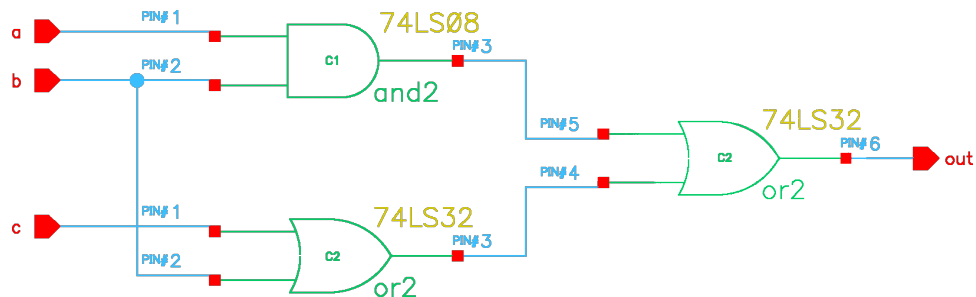 PIN#1
74LSØ8
a
PIN#3
C1
PIN#2
b
and2
74LS32
PIN#5
PIN#6
C2
out
PIN#4
or2
PIN#1
74LS32
c
PIN#3
C2
PIN#2
or2